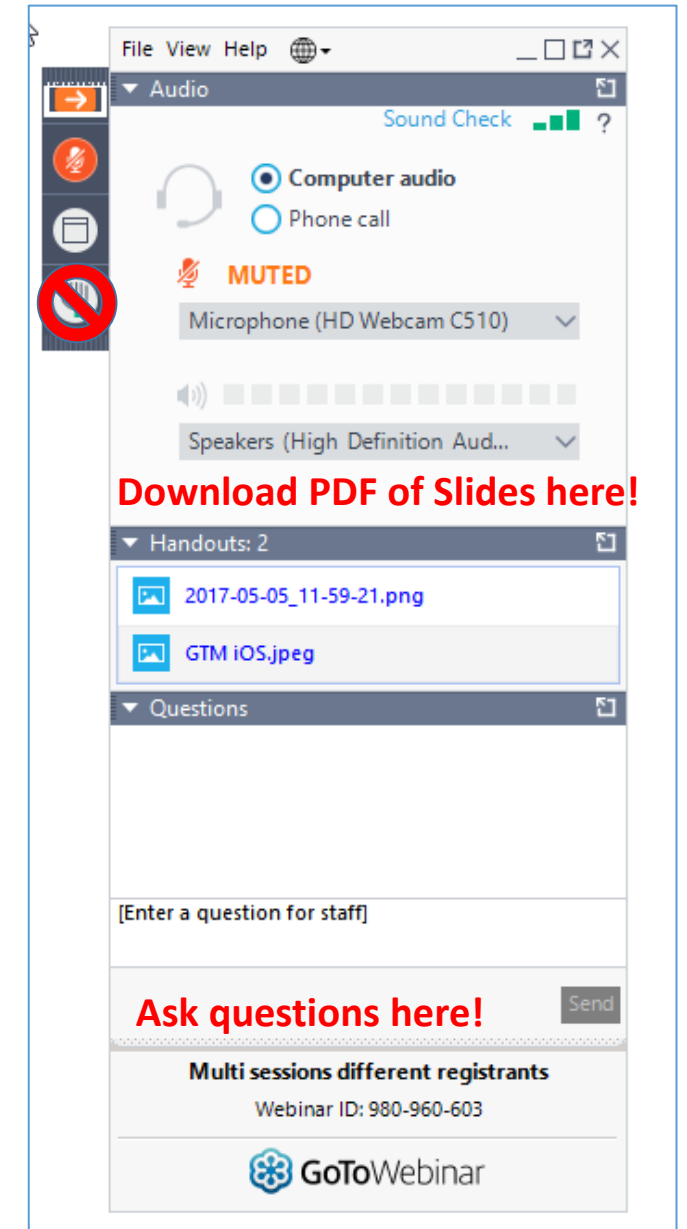 File View Help
Audio
Sound Check ?
Computer audio
Phone call
MUTED
Microphone (HD Webcam C510)
Speakers (High Definition Aud...
Download PDF of Slides here!
Handouts: 2
2017-05-05_11-59-21.png
GTM iOS.jpeg
Questions
[Enter a question for staff]
Ask questions here!
Send
Multi sessions different registrants
Webinar ID: 980-960-603
GoToWebinar